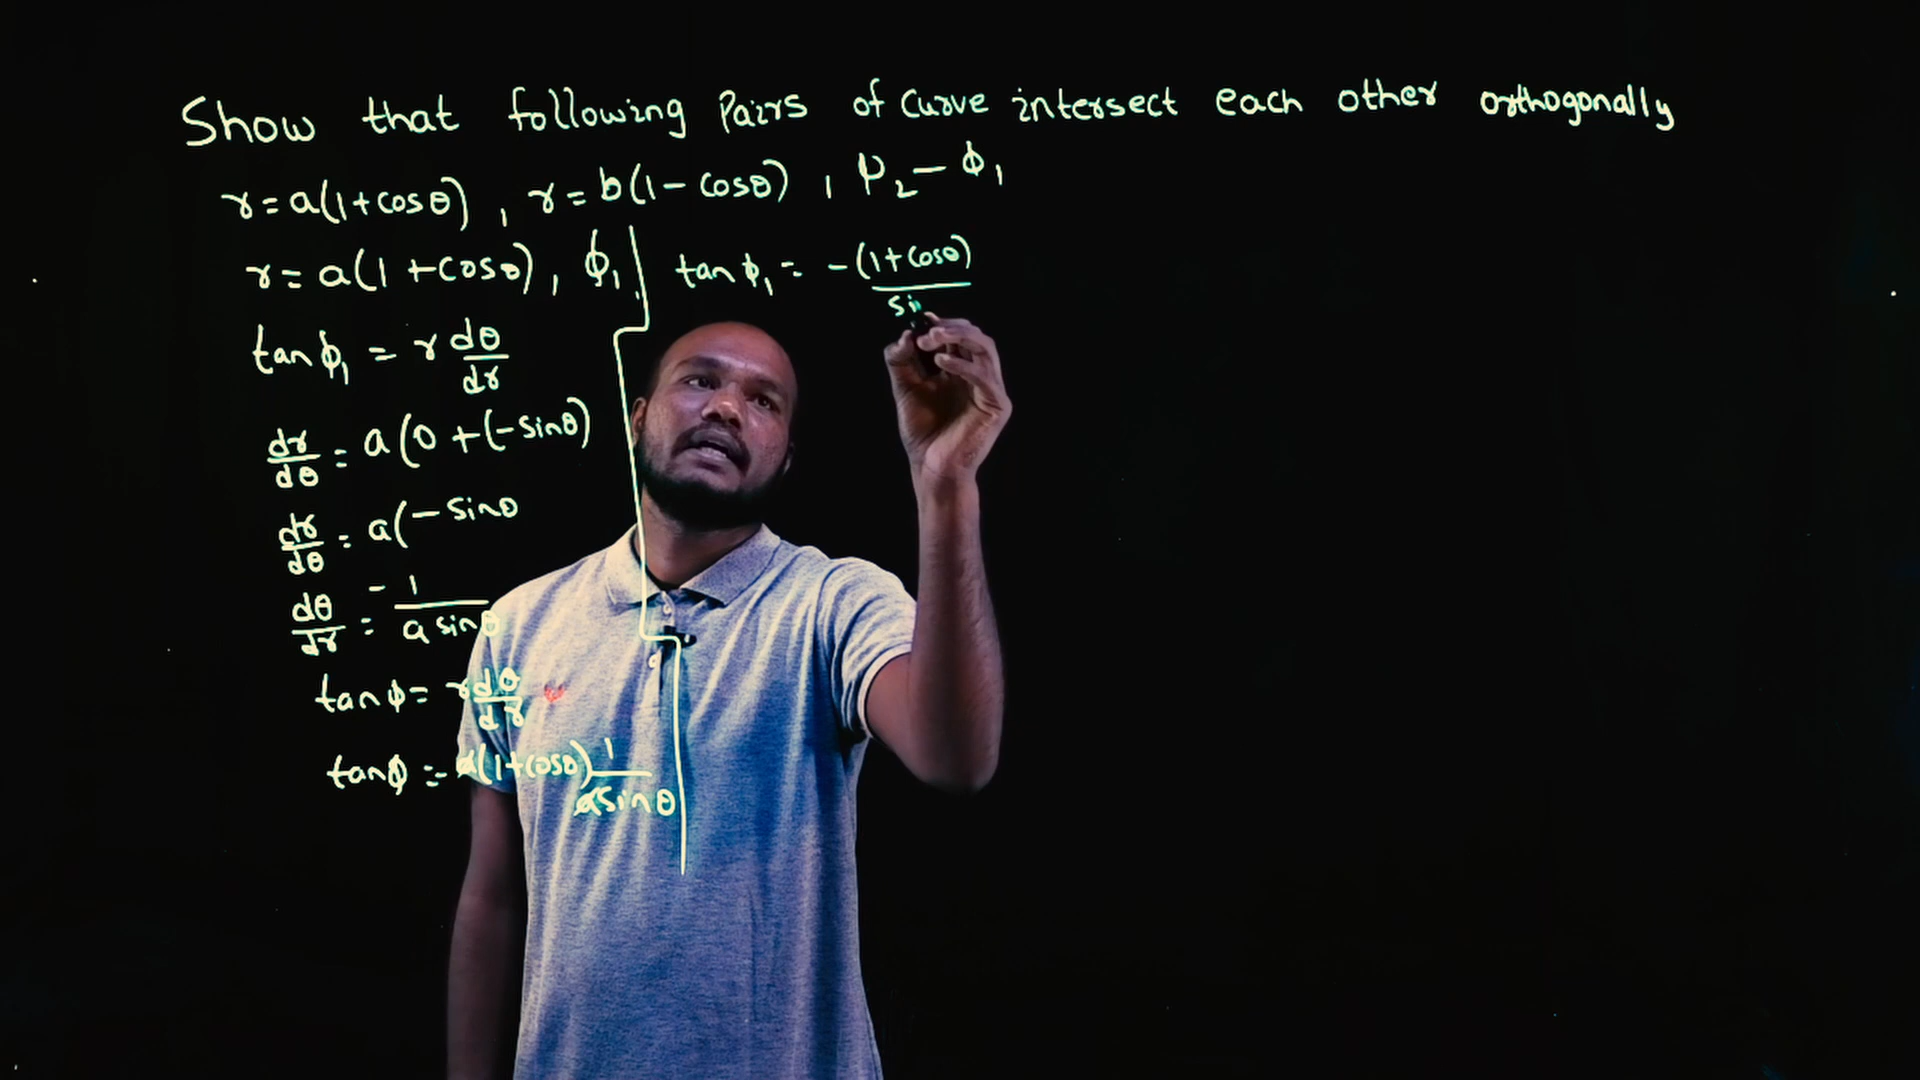 Show that following Pairs of Curve intersect each other orthogonally
r = a(1+cosθ), r = b(1-cosθ), φ₂ - φ₁
r = a(1+cosθ), φ₁
tan φ₁ = r dθ/dr
dr/dθ = a(0+(-sinθ)
dr/dθ = a(-sinθ
dθ/dr = -1/a sinθ
tan φ = r dθ/dr
tan φ = -a(1+cosθ) 1/a sinθ
tan φ₁ = -(1+cosθ)/si